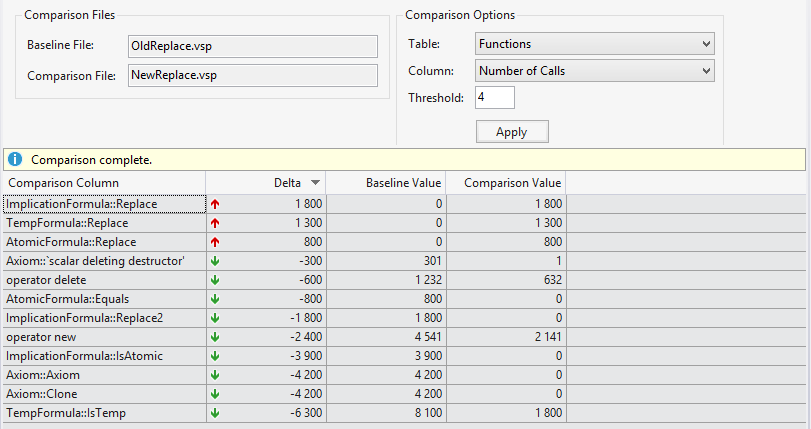 Comparison Files
Baseline File: OldReplace.vsp
Comparison File: NewReplace.vsp
Comparison Options
Table: Functions
Column: Number of Calls
Threshold: 4
Apply
Comparison complete.
Comparison Column Delta Baseline Value Comparison Value
ImplicationFormula::Replace 1 800 0 1 800
TempFormula::Replace 1 300 0 1 300
AtomicFormula::Replace 800 0 800
Axiom::`scalar deleting destructor' -300 301 1
operator delete -600 1 232 632
AtomicFormula::Equals -800 800 0
ImplicationFormula::Replace2 -1 800 1 800 0
operator new -2 400 4 541 2 141
ImplicationFormula::IsAtomic -3 900 3 900 0
Axiom::Axiom -4 200 4 200 0
Axiom::Clone -4 200 4 200 0
TempFormula::IsTemp -6 300 8 100 1 800